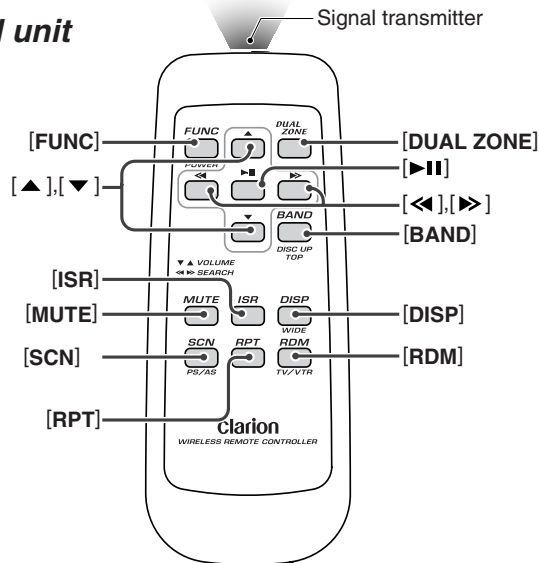 l unit
Signal transmitter
[FUNC]
[▲],[▼]
[DUAL ZONE]
[►II]
[◄◄],[►►]
[BAND]
[ISR]
[MUTE]
[SCN]
[RPT]
[DISP]
[RDM]
FUNC
POWER
▲
DUAL
ZONE
◄◄
►II
►►
▼
BAND
DISC UP
TOP
▼ ▲ VOLUME
◄◄ ►► SEARCH
MUTE ISR DISP
WIDE
SCN RPT RDM
PS/AS TV/VTR
clarion
WIRELESS REMOTE CONTROLLER